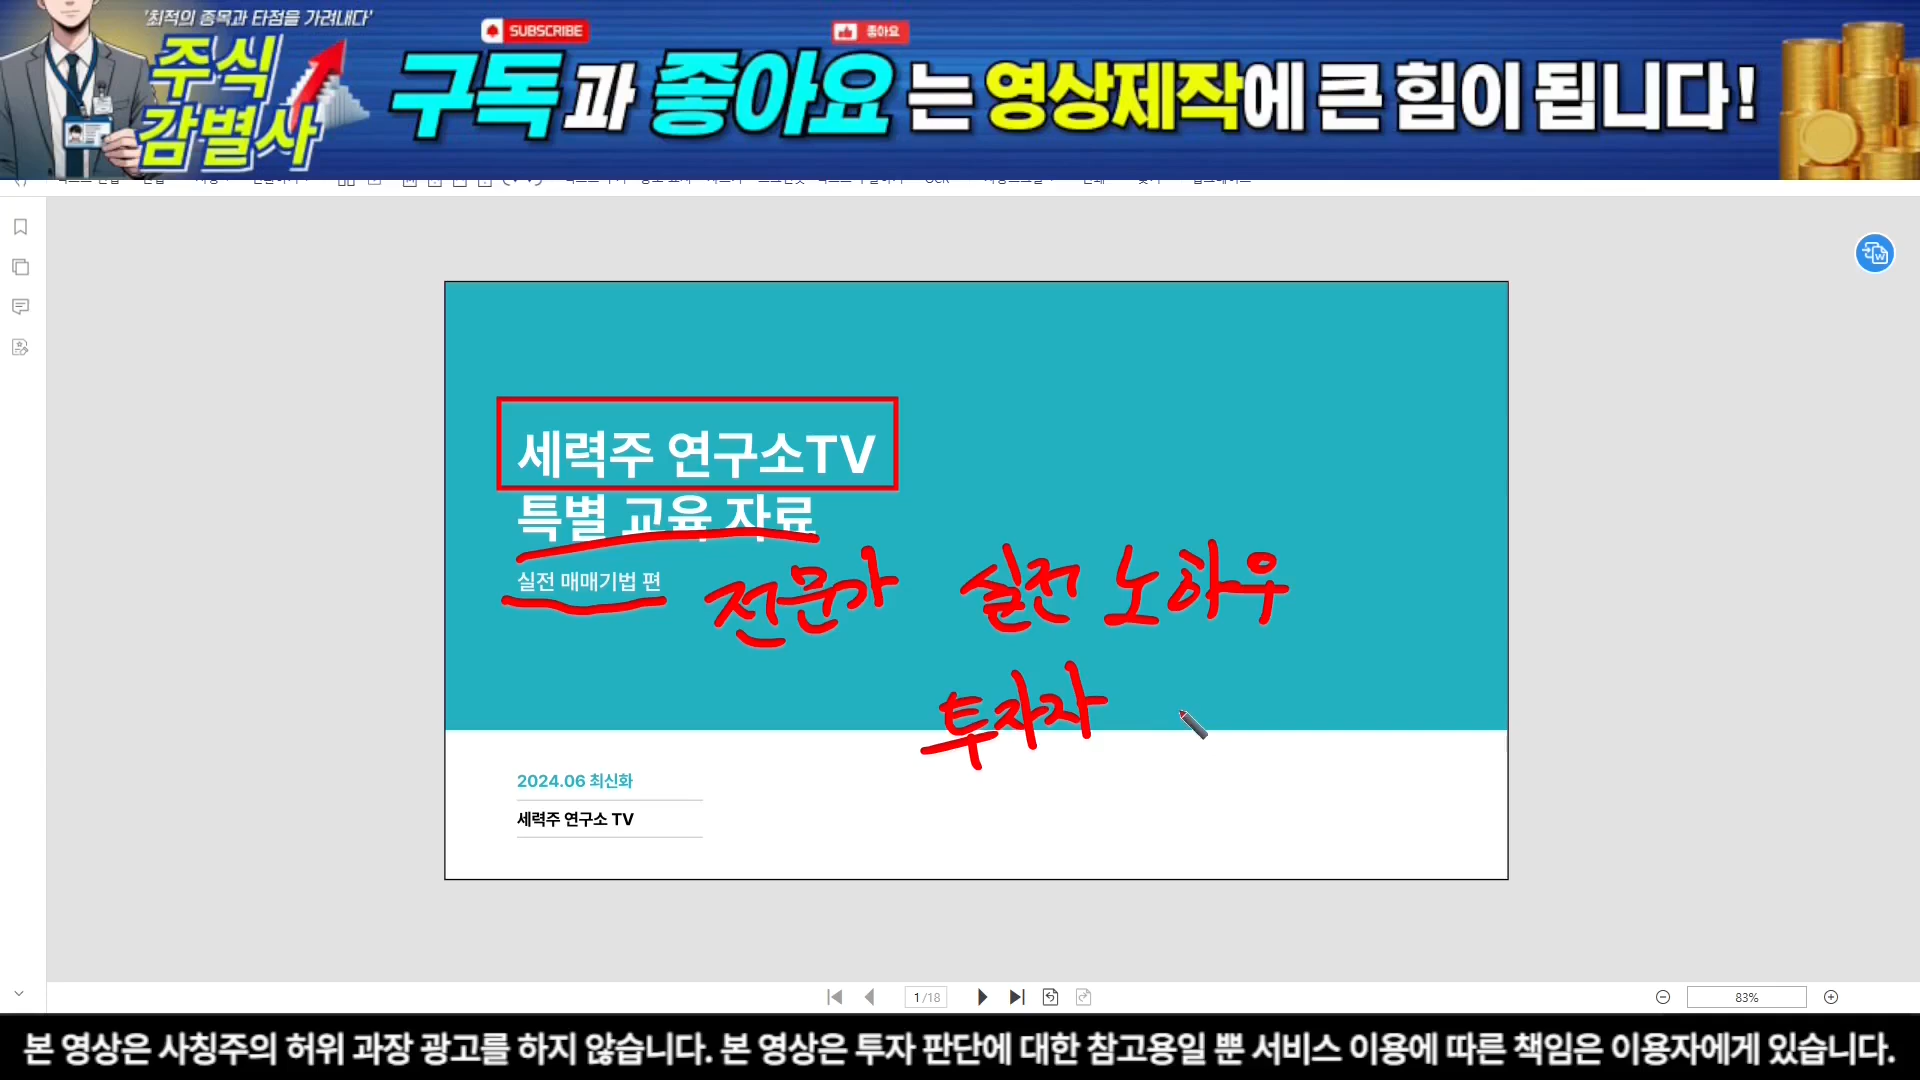 '최적의 종목과 타점을 가려내다'
주식
감별사
SUBSCRIBE
좋아요
구독과 좋아요는 영상제작에 큰 힘이 됩니다!
세력주 연구소TV
특별 교육 자료
실전 매매기법 편
전문가 실전 노하우
투자자
2024.06 최신화
세력주 연구소 TV
1/18
83%
본 영상은 사칭주의 허위 과장 광고를 하지 않습니다. 본 영상은 투자 판단에 대한 참고용일 뿐 서비스 이용에 따른 책임은 이용자에게 있습니다.